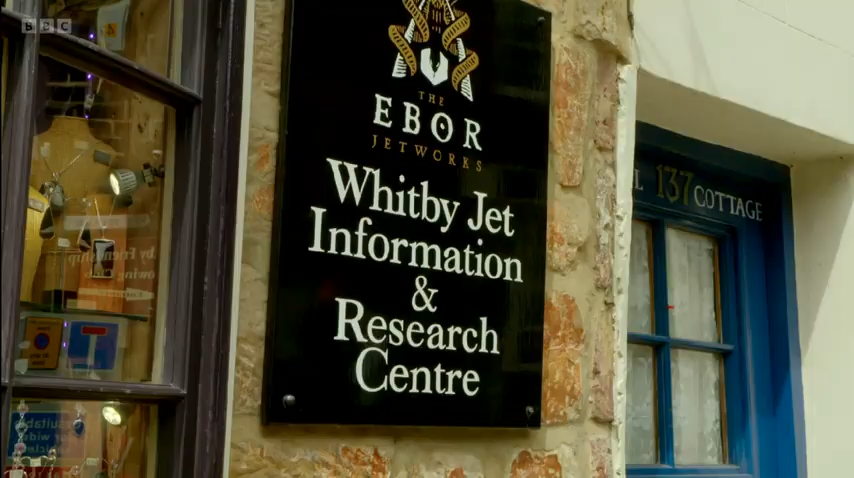 BBC
THE
EBOR
JETWORKS
Whitby Jet
Information
&
Research
Centre
137
COTTAGE